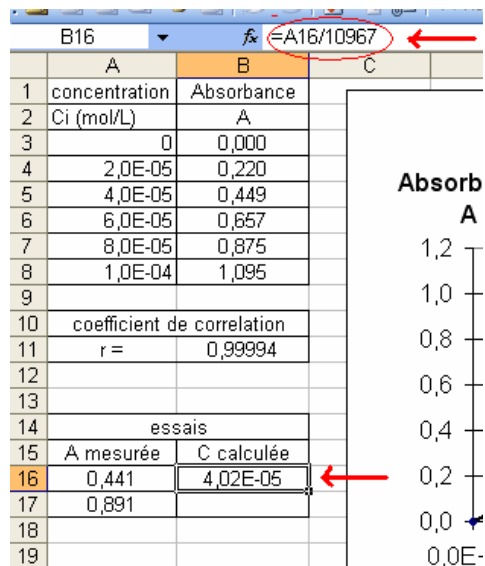 B16 fx =A16/10967
A B C
1 concentration Absorbance
2 Ci (mol/L) A
3 0 0,000
4 2,0E-05 0,220
5 4,0E-05 0,449
6 6,0E-05 0,657
7 8,0E-05 0,875
8 1,0E-04 1,095
9
10 coefficient de correlation
11 r = 0,99994
12
13
14 essais
15 A mesurée C calculée
16 0,441 4,02E-05
17 0,891
18
19
Absorb
A
1,2
1,0
0,8
0,6
0,4
0,2
0,0
0,0E-